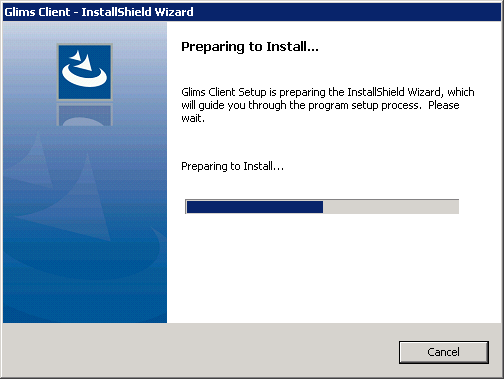 Glims Client - InstallShield Wizard
Preparing to Install...
Glims Client Setup is preparing the InstallShield Wizard, which
will guide you through the program setup process. Please
wait.
Preparing to Install...
Cancel